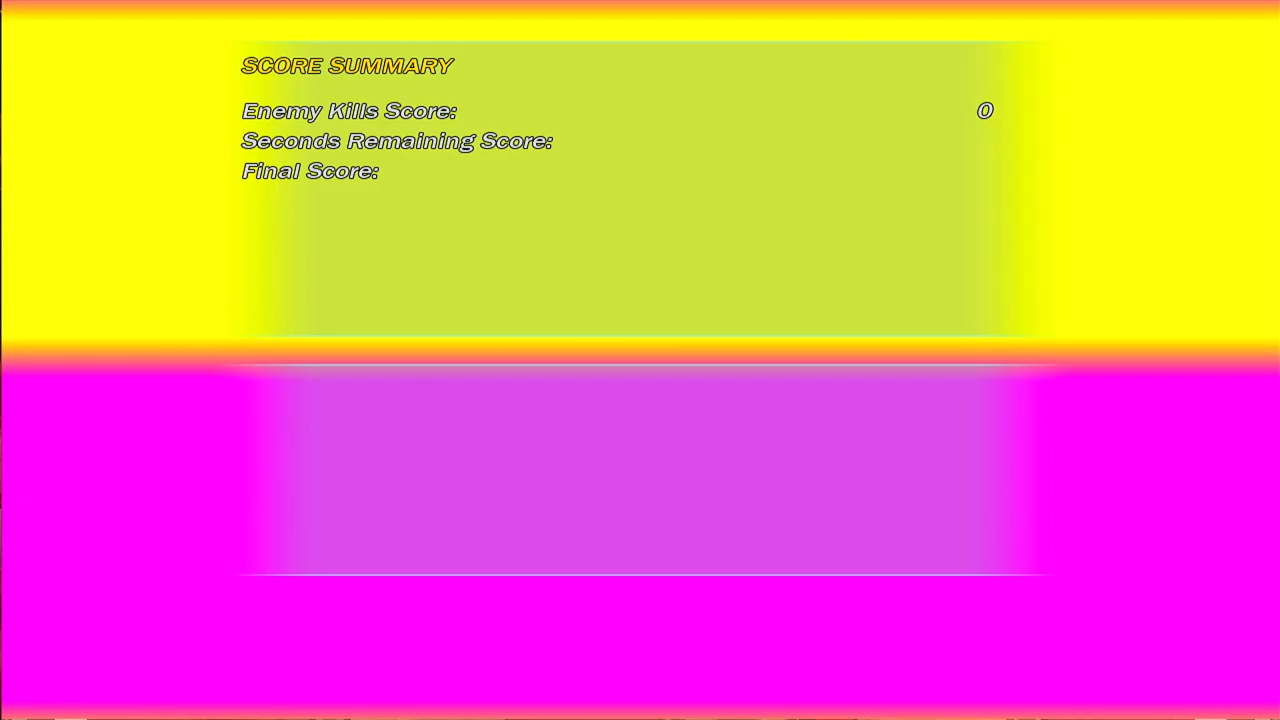 SCORE SUMMARY
Enemy Kills Score: 0
Seconds Remaining Score:
Final Score: